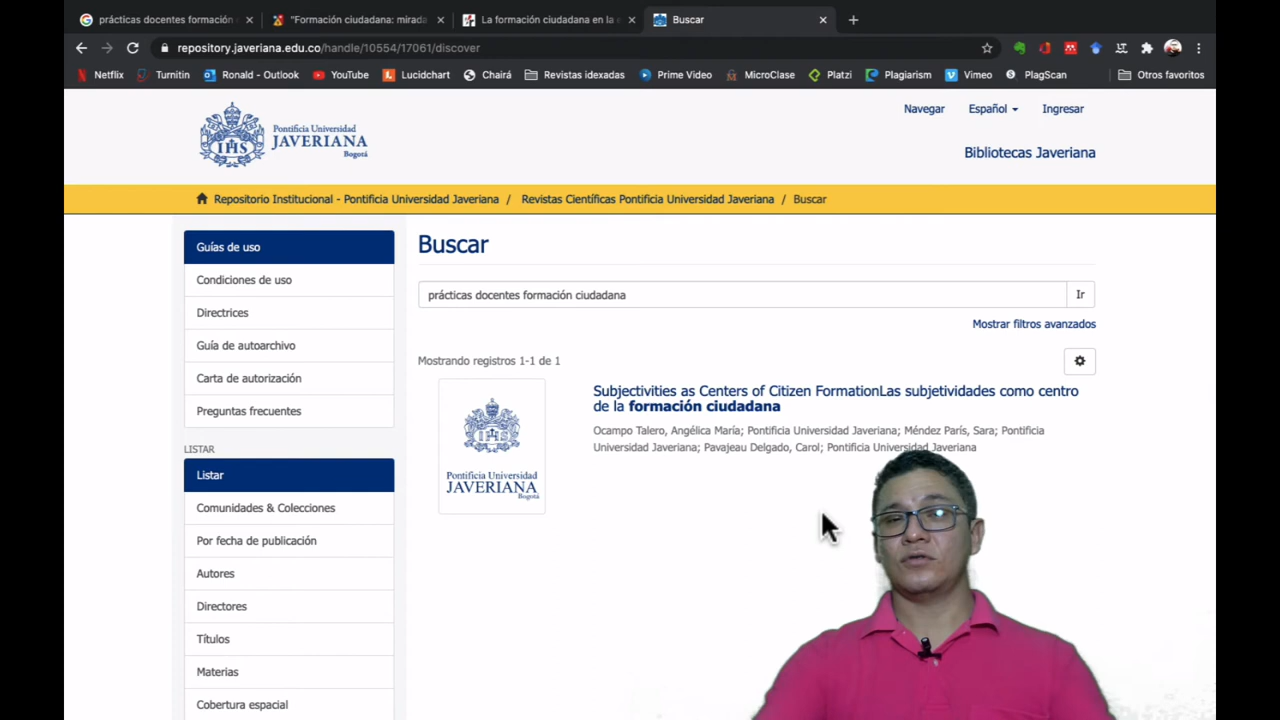 prácticas docentes formación
"Formación ciudadana: mirada
La formación ciudadana en la e
Buscar
repository.javeriana.edu.co/handle/10554/17061/discover
Netflix
Turnitin
Ronald - Outlook
YouTube
Lucidchart
Chairá
Revistas idexadas
Prime Video
MicroClase
Platzi
Plagiarism
Vimeo
PlagScan
Otros favoritos
Pontificia Universidad
JAVERIANA
Bogotá
Navegar
Español
Ingresar
Bibliotecas Javeriana
Repositorio Institucional - Pontificia Universidad Javeriana / Revistas Científicas Pontificia Universidad Javeriana / Buscar
Guías de uso
Condiciones de uso
Directrices
Guía de autoarchivo
Carta de autorización
Preguntas frecuentes
LISTAR
Listar
Comunidades & Colecciones
Por fecha de publicación
Autores
Directores
Títulos
Materias
Cobertura espacial
Buscar
prácticas docentes formación ciudadana
Ir
Mostrar filtros avanzados
Mostrando registros 1-1 de 1
IHS
Pontificia Universidad
JAVERIANA
Bogotá
Subjectivities as Centers of Citizen FormationLas subjetividades como centro
de la formación ciudadana
Ocampo Talero, Angélica María; Pontificia Universidad Javeriana; Méndez París, Sara; Pontificia
Universidad Javeriana; Pavajeau Delgado, Carol; Pontificia Universidad Javeriana